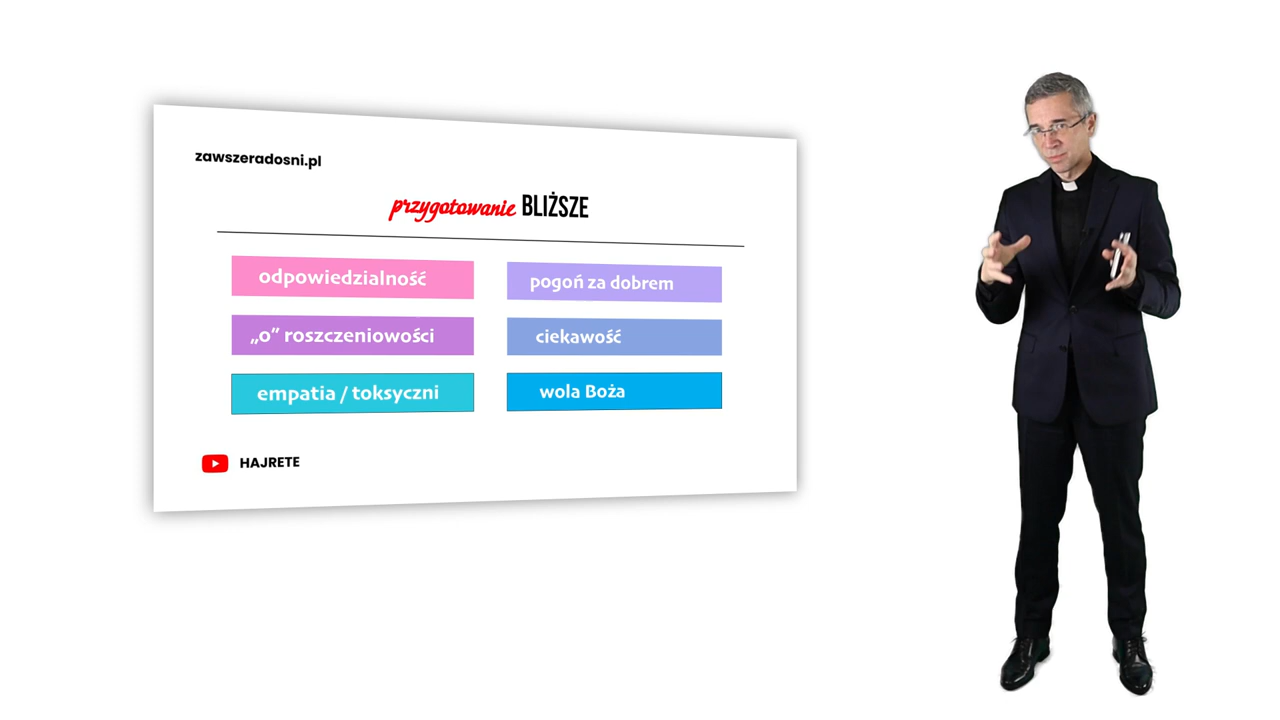 zawszeradosni.pl
przygotowanie BLIŻSZE
odpowiedzialność
pogoń za dobrem
„o” roszczeniowości
ciekawość
empatia / toksyczni
wola Boża
HAJRETE